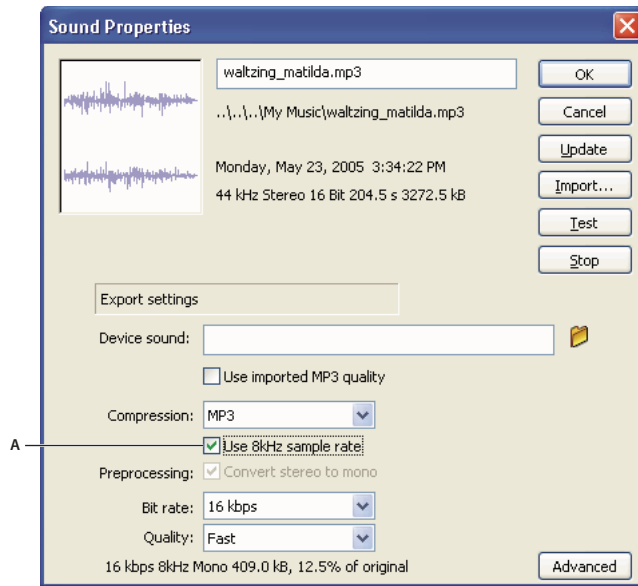 Sound Properties
waltzing_matilda.mp3
..\..\..\My Music\waltzing_matilda.mp3
Monday, May 23, 2005 3:34:22 PM
44 kHz Stereo 16 Bit 204.5 s 3272.5 kB
OK
Cancel
Update
Import...
Test
Stop
Export settings
Device sound:
Use imported MP3 quality
Compression: MP3
A
Use 8kHz sample rate
Preprocessing: Convert stereo to mono
Bit rate: 16 kbps
Quality: Fast
16 kbps 8kHz Mono 409.0 kB, 12.5% of original
Advanced